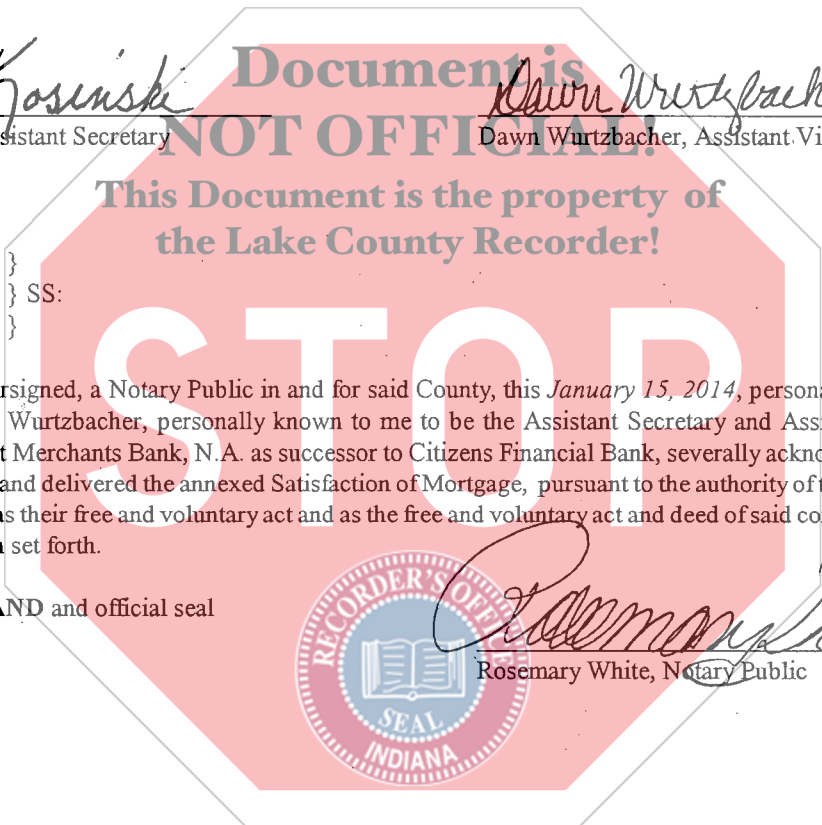 Document is
NOT OFFICIAL!
This Document is the property of
the Lake County Recorder!
STOP
Kosinski
Dawn Wurtzbach
sistant Secretary
Dawn Wurtzbacher, Assistant Vi
}
} SS:
}
rsigned, a Notary Public in and for said County, this January 15, 2014, persona
Wurtzbacher, personally known to me to be the Assistant Secretary and Assi
t Merchants Bank, N.A. as successor to Citizens Financial Bank, severally ackno
and delivered the annexed Satisfaction of Mortgage, pursuant to the authority of t
as their free and voluntary act and as the free and voluntary act and deed of said co
set forth.
AND and official seal
RECORDER'S OFFICE
SEAL
INDIANA
Rosemary
Rosemary White, Notary Public